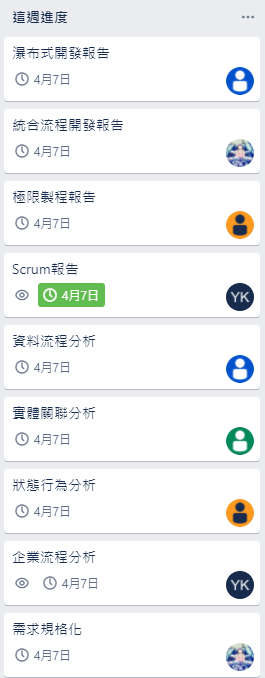 這週進度
瀑布式開發報告
4月7日
統合流程開發報告
4月7日
極限製程報告
4月7日
Scrum報告
4月7日
YK
資料流程分析
4月7日
實體關聯分析
4月7日
狀態行為分析
4月7日
企業流程分析
4月7日
YK
需求規格化
4月7日